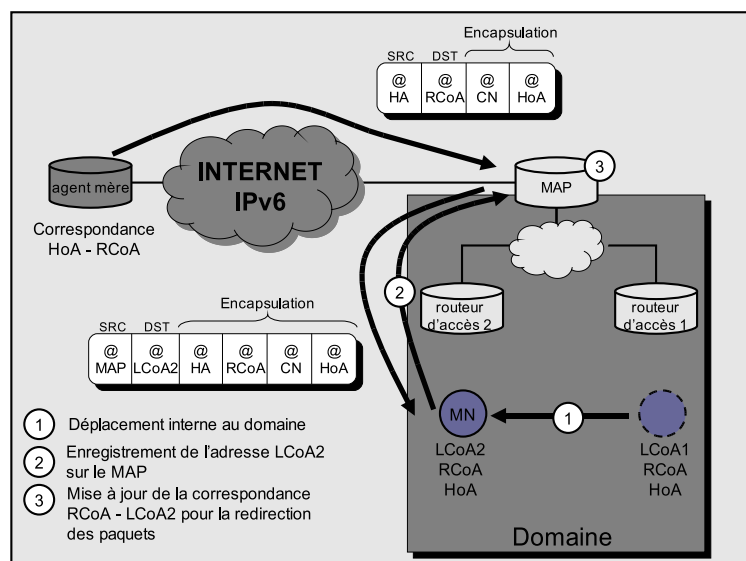 Encapsulation
SRC DST
@ HA
@ RCoA
@ CN
@ HoA
agent mère
INTERNET
IPv6
MAP
3
Correspondance
HoA - RCoA
2
routeur
d'accès 2
routeur
d'accès 1
Encapsulation
SRC DST
@ MAP
@ LCoA2
@ HA
@ RCoA
@ CN
@ HoA
MN
1
LCoA2
RCoA
HoA
LCoA1
RCoA
HoA
1 Déplacement interne au domaine
2 Enregistrement de l'adresse LCoA2
sur le MAP
3 Mise à jour de la correspondance
RCoA - LCoA2 pour la redirection
des paquets
Domaine